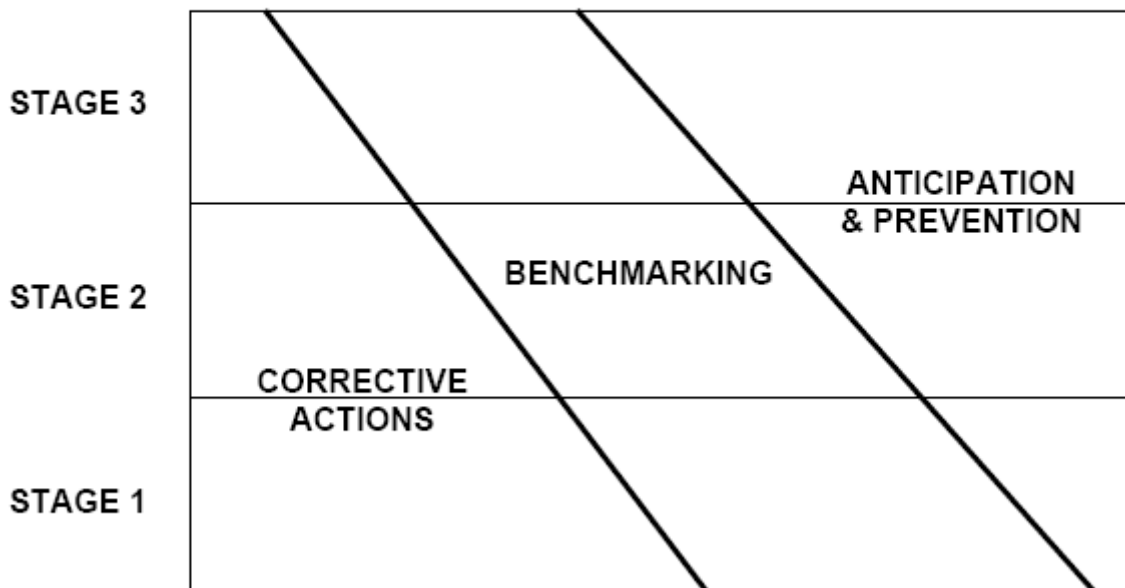 STAGE 3
ANTICIPATION
& PREVENTION
BENCHMARKING
STAGE 2
CORRECTIVE
ACTIONS
STAGE 1